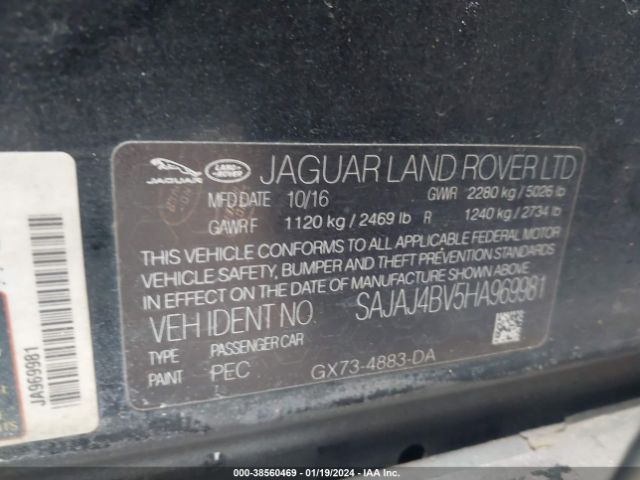 JAGUAR LAND- ROVER JAGUAR LAND ROVER LTD
MFD DATE 10/16 GWR 2280 kg / 5026 lb
GAWR F 1120 kg / 2469 lb R 1240 kg / 2734 lb
THIS VEHICLE CONFORMS TO ALL APPLICABLE FEDERAL MOTOR
VEHICLE SAFETY, BUMPER AND THEFT PREVENTION STANDARDS
IN EFFECT ON THE DATE OF MANUFACTURE SHOWN ABOVE
VEH IDENT NO SAJAJ4BV5HA969981
TYPE PASSENGER CAR
PAINT PEC GX73-4883-DA
JA969981
000-38560469 - 01/19/2024 - IAA Inc.